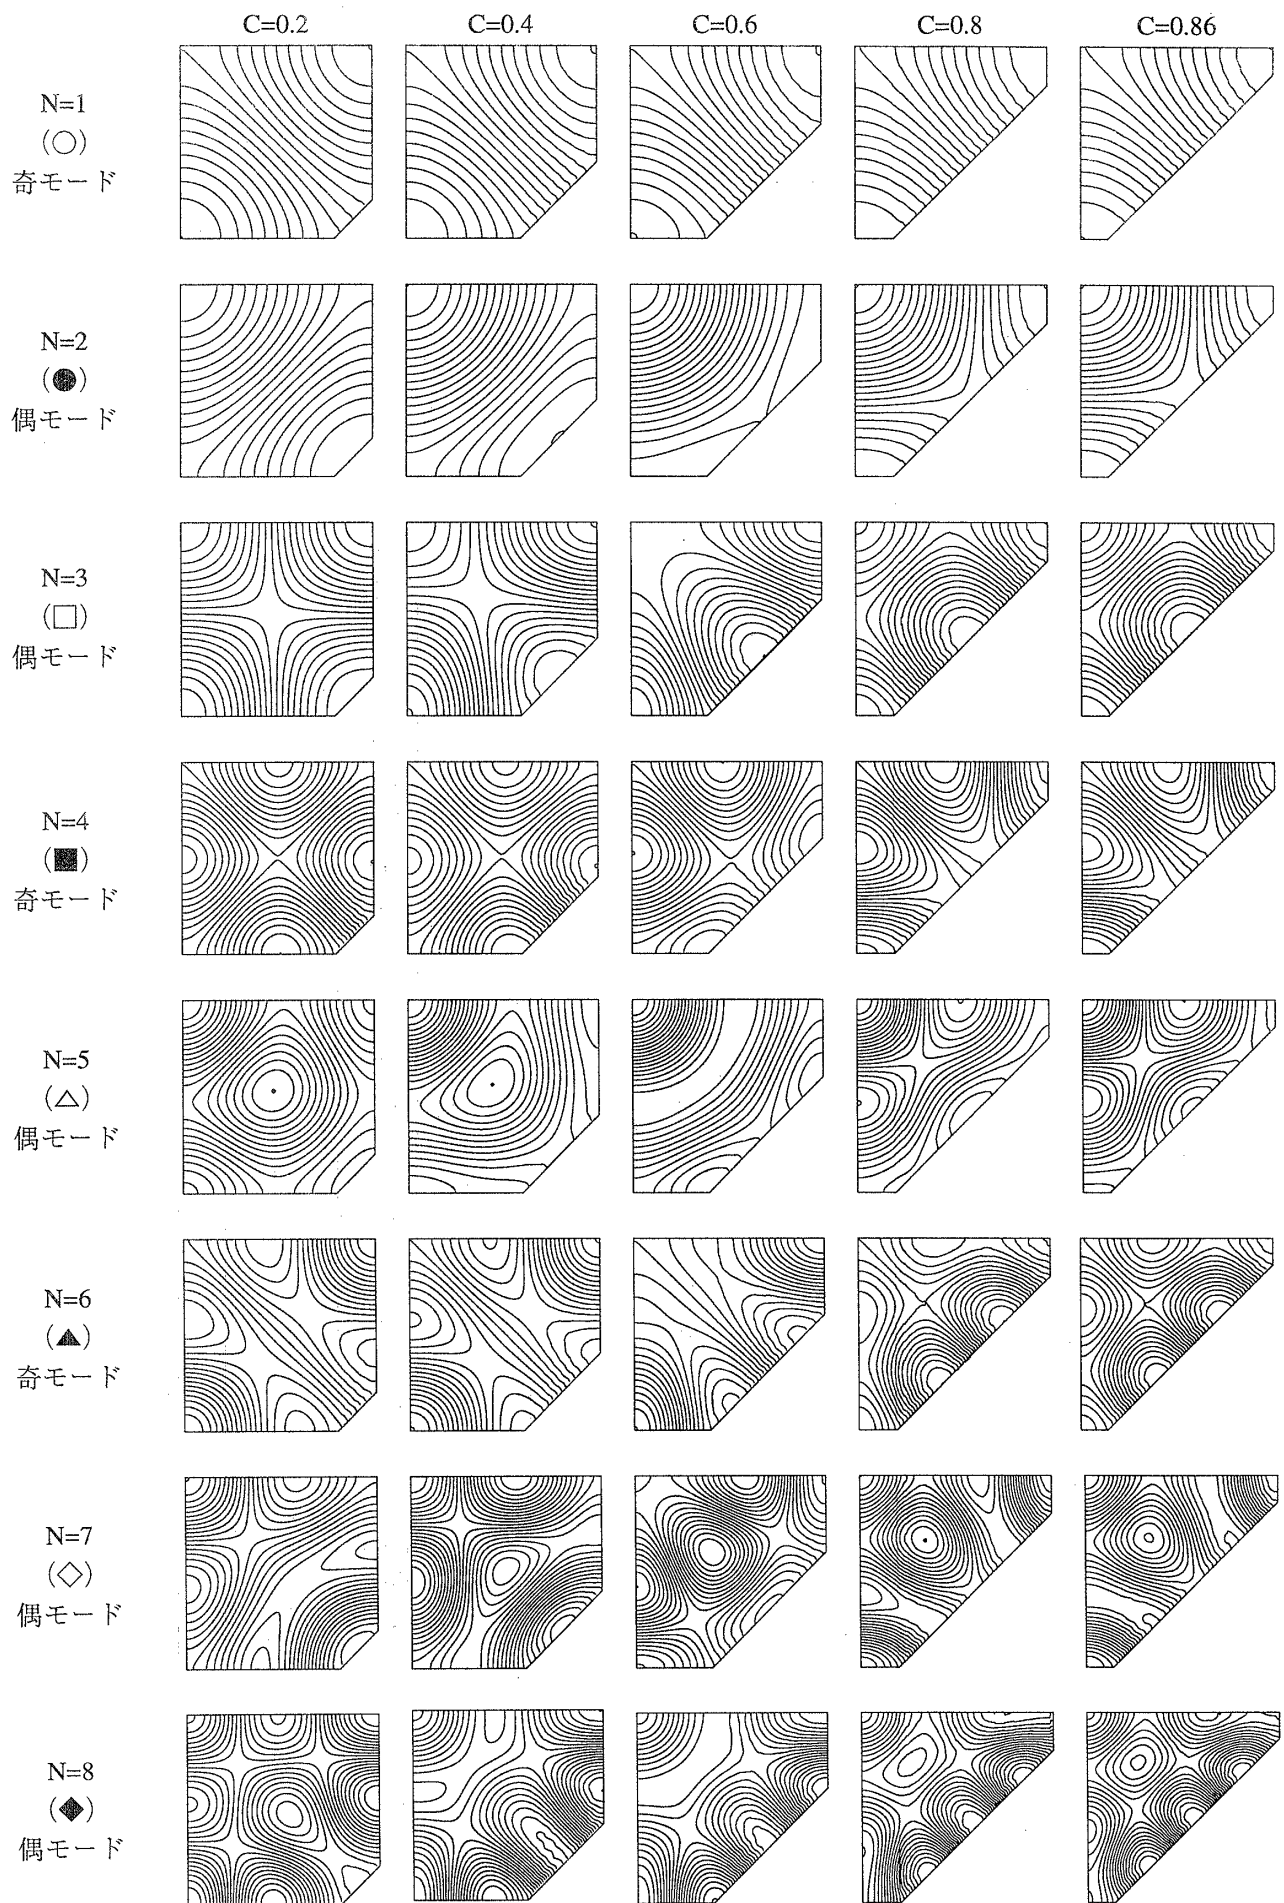 C=0.2 C=0.4 C=0.6 C=0.8 C=0.86
N=1
(○)
奇モード
N=2
(●)
偶モード
N=3
(□)
偶モード
N=4
(■)
奇モード
N=5
(△)
偶モード
N=6
(▲)
奇モード
N=7
(◇)
偶モード
N=8
(◆)
偶モード